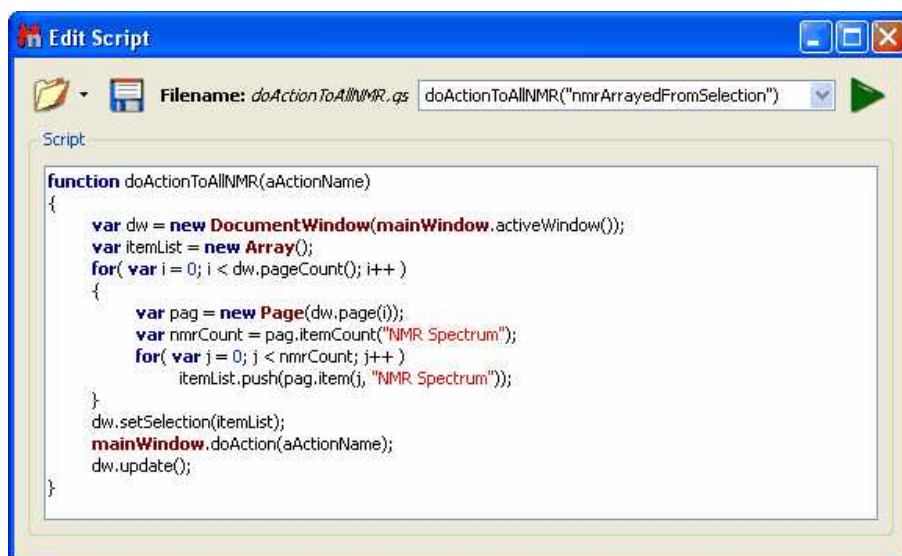 Edit Script
Filename: doActionToAllNMR.qs doActionToAllNMR("nmrArrayedFromSelection")
Script
function doActionToAllNMR(aActionName)
{
var dw = new DocumentWindow(mainWindow.activeWindow());
var itemList = new Array();
for( var i = 0; i < dw.pageCount(); i++ )
{
var pag = new Page(dw.page(i));
var nmrCount = pag.itemCount("NMR Spectrum");
for( var j = 0; j < nmrCount; j++ )
itemList.push(pag.item(j, "NMR Spectrum"));
}
dw.setSelection(itemList);
mainWindow.doAction(aActionName);
dw.update();
}